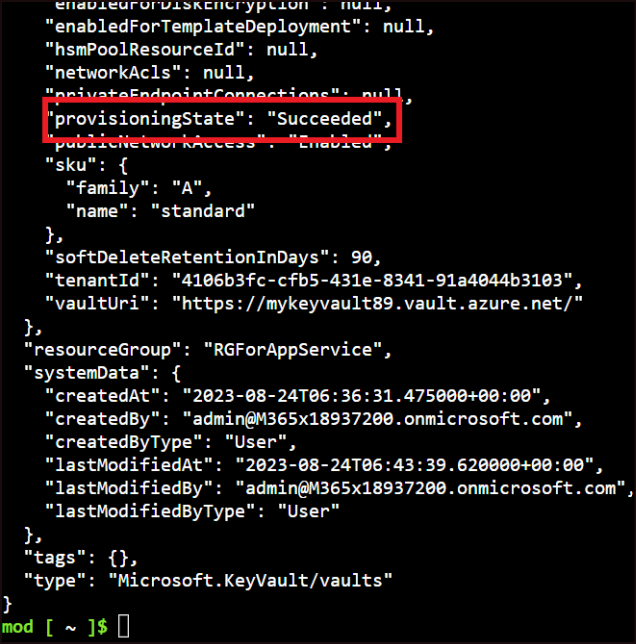 "enabledForDiskEncryption": null,
"enabledForTemplateDeployment": null,
"hsmPoolResourceId": null,
"networkAcls": null,
"privateEndpointConnections": null,
"provisioningState": "Succeeded",
"publicNetworkAccess": "Enabled",
"sku": {
"family": "A",
"name": "standard"
},
"softDeleteRetentionInDays": 90,
"tenantId": "4106b3fc-cfb5-431e-8341-91a4044b3103",
"vaultUri": "https://mykeyvault89.vault.azure.net/"
},
"resourceGroup": "RGForAppService",
"systemData": {
"createdAt": "2023-08-24T06:36:31.475000+00:00",
"createdBy": "admin@M365x18937200.onmicrosoft.com",
"createdByType": "User",
"lastModifiedAt": "2023-08-24T06:43:39.620000+00:00",
"lastModifiedBy": "admin@M365x18937200.onmicrosoft.com",
"lastModifiedByType": "User"
},
"tags": {},
"type": "Microsoft.KeyVault/vaults"
}
mod [ ~ ]$